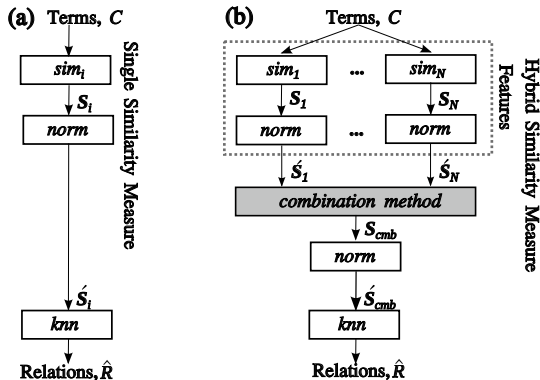 (a)
Terms, C
sim_i
S_i
norm
Ś_i
knn
Relations, R̂
Single Similarity Measure
(b)
Terms, C
sim_1 ... sim_N
S_1 S_N
norm ... norm
Features
Ś_1 Ś_N
combination method
S_cmb
norm
Ś_cmb
knn
Relations, R̂
Hybrid Similarity Measure